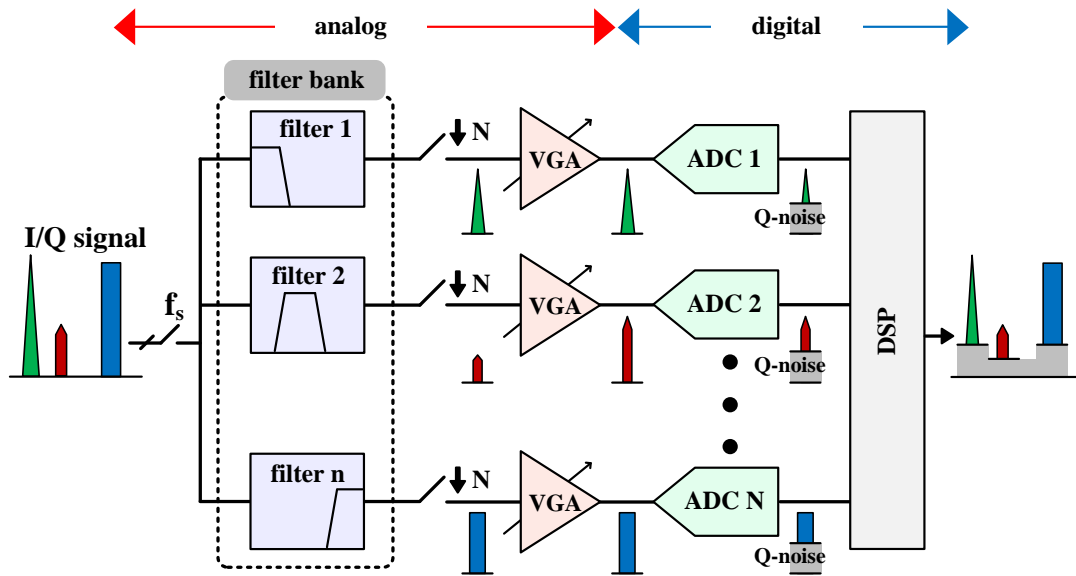 analog
digital
filter bank
filter 1
N
VGA
ADC 1
Q-noise
I/Q signal
fs
filter 2
N
VGA
ADC 2
Q-noise
DSP
filter n
N
VGA
ADC N
Q-noise